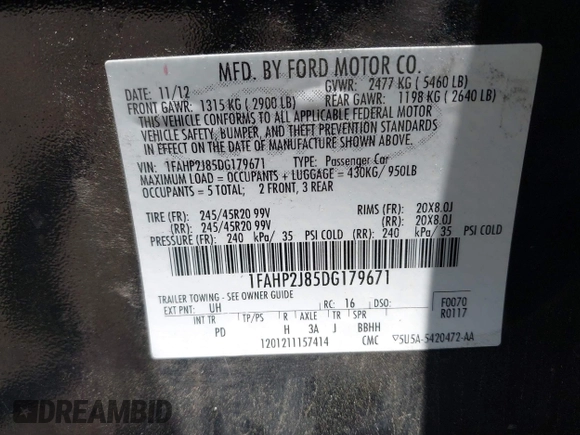 MFD. BY FORD MOTOR CO.
DATE: 11/12 GVWR: 2477 KG ( 5460 LB)
FRONT GAWR: 1315 KG ( 2900 LB) REAR GAWR: 1198 KG ( 2640 LB)
THIS VEHICLE CONFORMS TO ALL APPLICABLE FEDERAL MOTOR
VEHICLE SAFETY, BUMPER, AND THEFT PREVENTION STANDARDS
IN EFFECT ON THE DATE OF MANUFACTURE SHOWN ABOVE.
VIN: 1FAHP2J85DG179671 TYPE: Passenger Car
MAXIMUM LOAD = OCCUPANTS + LUGGAGE = 430KG/ 950LB
OCCUPANTS = 5 TOTAL; 2 FRONT, 3 REAR
TIRE (FR): 245/45R20 99V RIMS (FR): 20X8.0J
(RR): 245/45R20 99V (RR): 20X8.0J
PRESSURE (FR): 240 kPa/ 35 PSI COLD (RR): 240 kPa/ 35 PSI COLD
1FAHP2J85DG179671
TRAILER TOWING - SEE OWNER GUIDE
EXT PNT: UH RC: 16 DSO: F0070
INT TR TP/PS R AXLE TR SPR R0117
PD H 3A J BBHH
1201211157414 CMC ▽5U5A-5420472-AA
DREAMBID